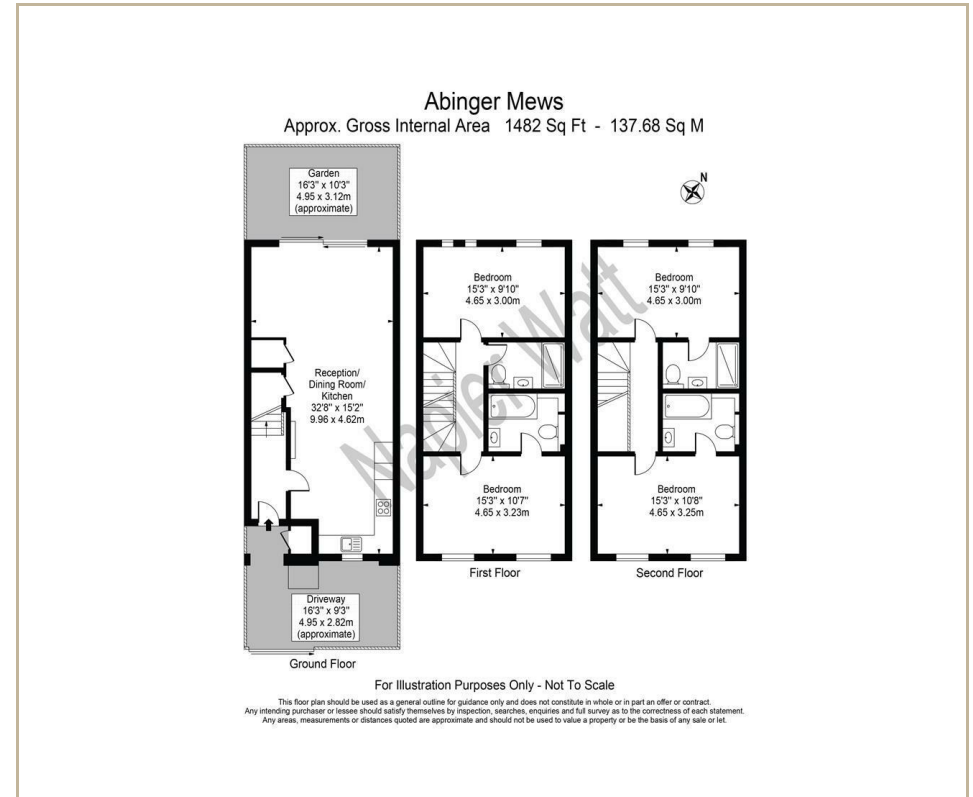 Abinger Mews
Approx. Gross Internal Area 1482 Sq Ft - 137.68 Sq M
N
Garden
16'3" x 10'3"
4.95 x 3.12m
(approximate)
Reception/
Dining Room/
Kitchen
32'8" x 15'2"
9.96 x 4.62m
Driveway
16'3" x 9'3"
4.95 x 2.82m
(approximate)
Ground Floor
Bedroom
15'3" x 9'10"
4.65 x 3.00m
Bedroom
15'3" x 10'7"
4.65 x 3.23m
First Floor
Bedroom
15'3" x 9'10"
4.65 x 3.00m
Bedroom
15'3" x 10'8"
4.65 x 3.25m
Second Floor
Napier Watt
For Illustration Purposes Only - Not To Scale
This floor plan should be used as a general outline for guidance only and does not constitute in whole or in part an offer or contract.
Any intending purchaser or lessee should satisfy themselves by inspection, searches, enquiries and full survey as to the correctness of each statement.
Any areas, measurements or distances quoted are approximate and should not be used to value a property or be the basis of any sale or let.